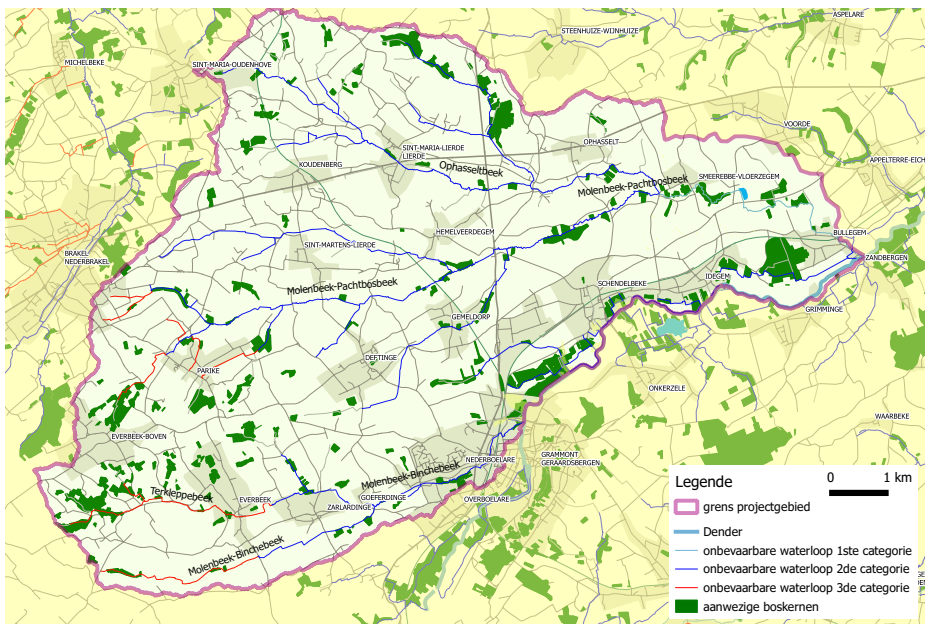 ASPELARE
STEENHUIZE-WIJNHUIZE
MICHELBEKE
SINT-MARIA-OUDENHOVE
VOORDE
OPHASSELT
SINT-MARIA-LIERDE
LIERDE
APPELTERRE-EICH
KOUDENBERG
Ophasseltbeek
SMEEREBBE-VLOERZEGEM
Molenbeek-Pachtbosbeek
HEMELVEERDEGEM
BULLEGEM
SINT-MARTENS-LIERDE
BRAKEL
NEDERBRAKEL
ZANDBERGEN
IDEGEM
Molenbeek-Pachtbosbeek
SCHENDELBEKE
GRIMMINGE
GEMELDORP
DEFTINGE
PARIKE
ONKERZELE
WAARBEKE
EVERBEEK-BOVEN
GRAMMONT
GERAARDSBERGEN
NEDERBOELARE
Molenbeek-Binchebeek
Terkleppebeek
EVERBEEK
GOEFERDINGE
ZARLARDINGE
OVERBOELARE
Molenbeek-Binchebeek
Legende
0 1 km
grens projectgebied
Dender
onbevaarbare waterloop 1ste categorie
onbevaarbare waterloop 2de categorie
onbevaarbare waterloop 3de categorie
aanwezige boskernen